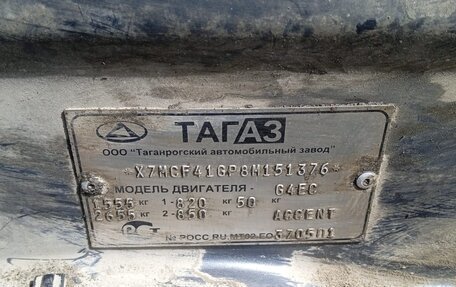 ТАГАЗ
ООО "Таганрогский автомобильный завод"
*X7MCF41GP8M151376*
МОДЕЛЬ ДВИГАТЕЛЯ - G4EC
1555 кг 1-820 кг 50 кг
2655 кг 2-850 кг ACCENT
№ РОСС RU.МТ02.E03705П1